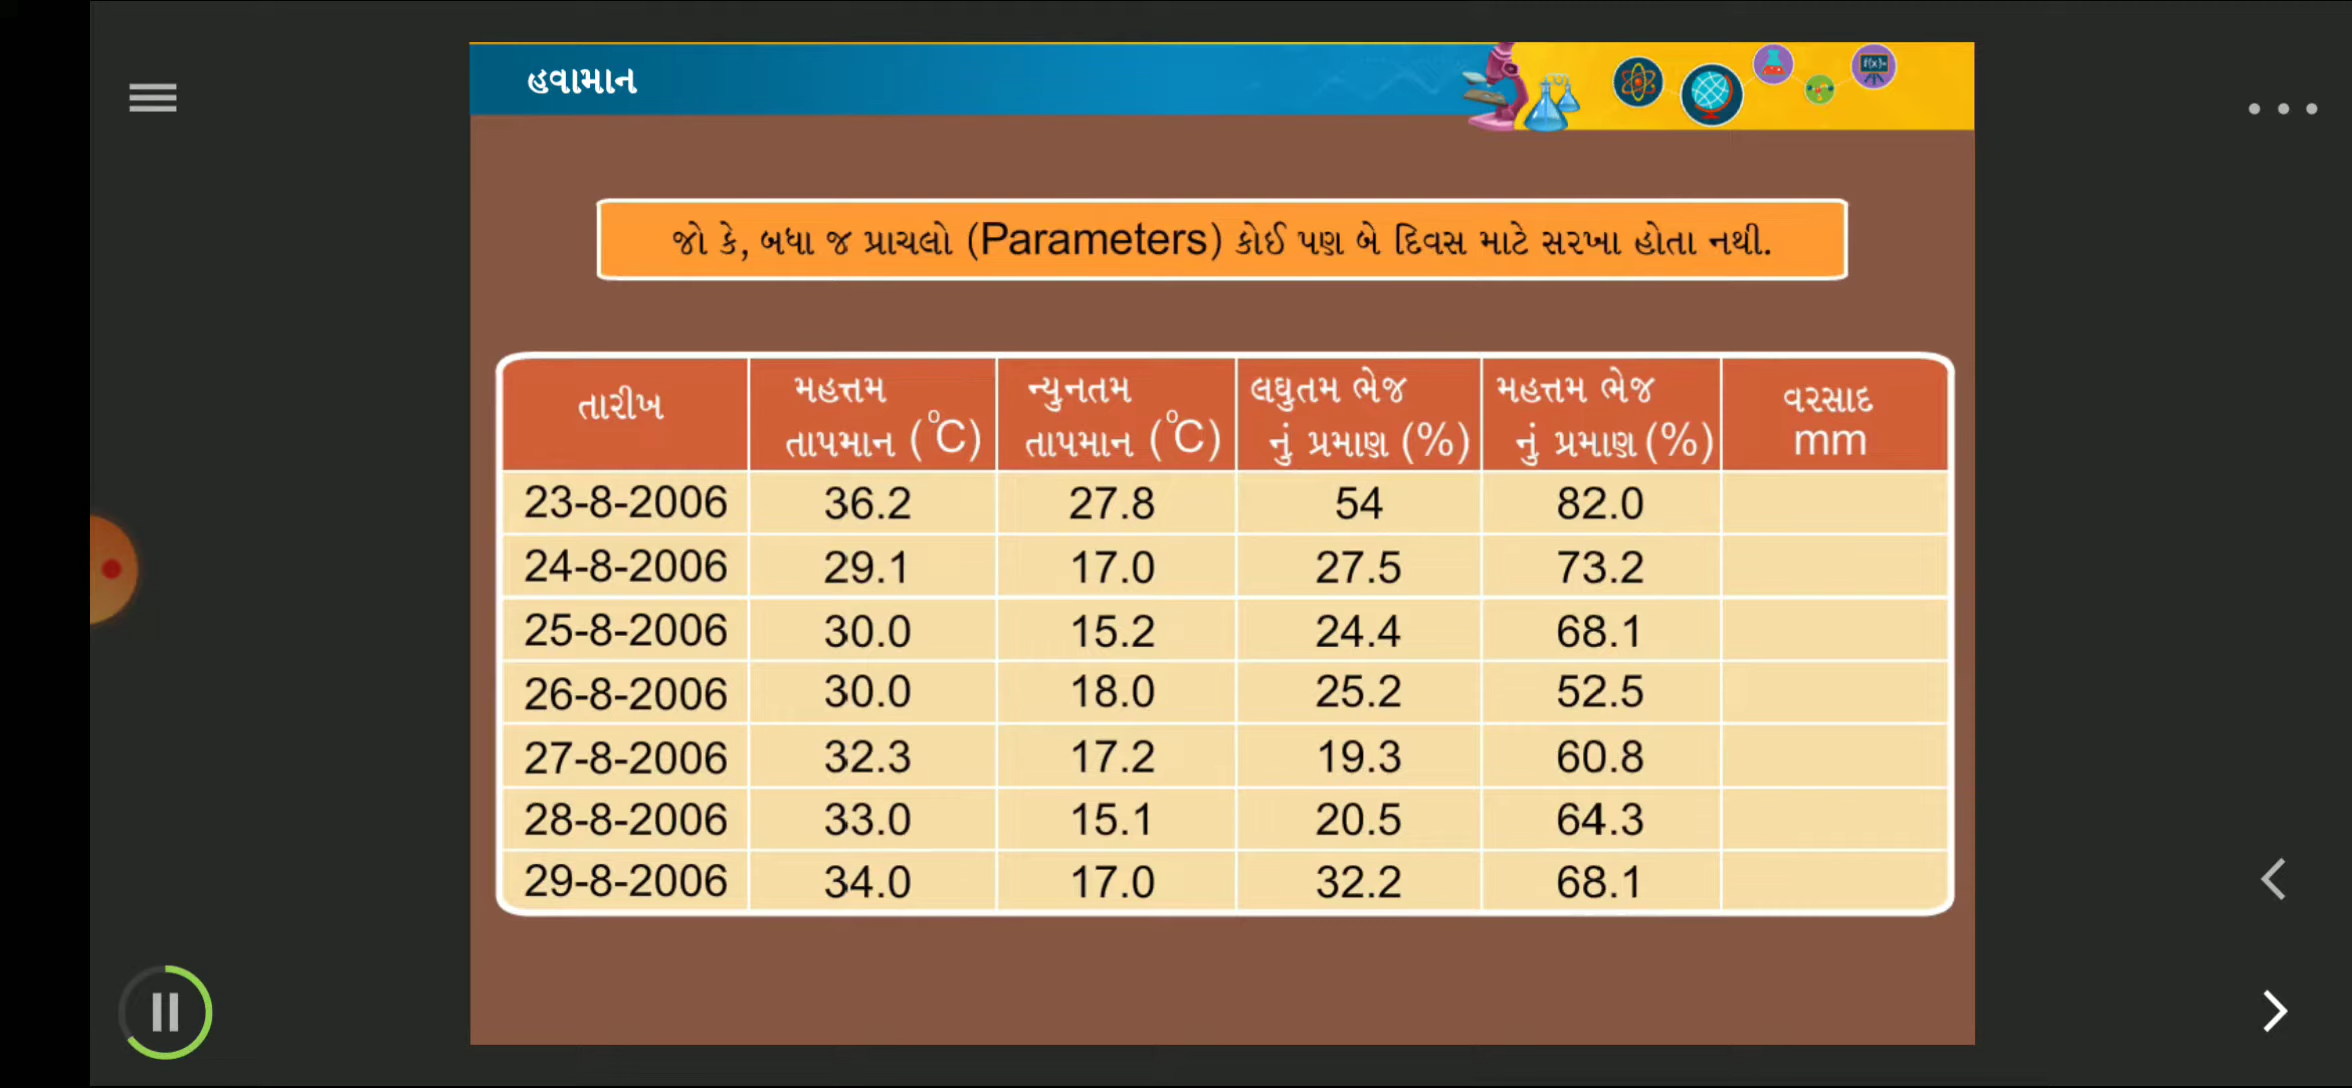 હવામાન
f(x)=
જો કે, બધા જ પ્રાચલો (Parameters) કોઈ પણ બે દિવસ માટે સરખા હોતા નથી.
તારીખ મહત્તમ તાપમાન (°C) ન્યુનતમ તાપમાન (°C) લઘુતમ ભેજ નું પ્રમાણ (%) મહત્તમ ભેજ નું પ્રમાણ (%) વરસાદ mm
23-8-2006 36.2 27.8 54 82.0
24-8-2006 29.1 17.0 27.5 73.2
25-8-2006 30.0 15.2 24.4 68.1
26-8-2006 30.0 18.0 25.2 52.5
27-8-2006 32.3 17.2 19.3 60.8
28-8-2006 33.0 15.1 20.5 64.3
29-8-2006 34.0 17.0 32.2 68.1